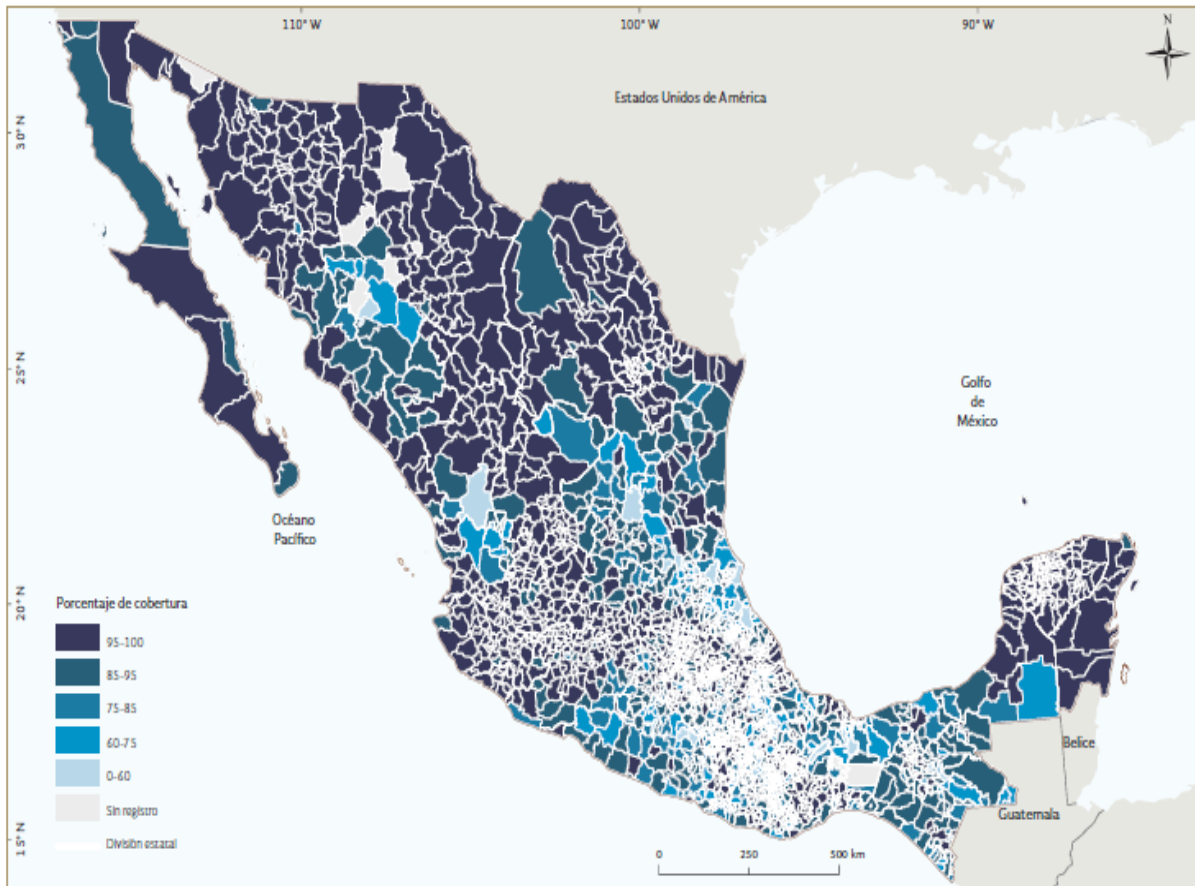 110° W
100° W
90° W
N
Estados Unidos de América
30° N
25° N
Golfo
de
México
Océano
Pacífico
20° N
Porcentaje de cobertura
95-100
85-95
75-85
60-75
0-60
Sin registro
División estatal
Belice
Guatemala
15° N
0
250
500 km